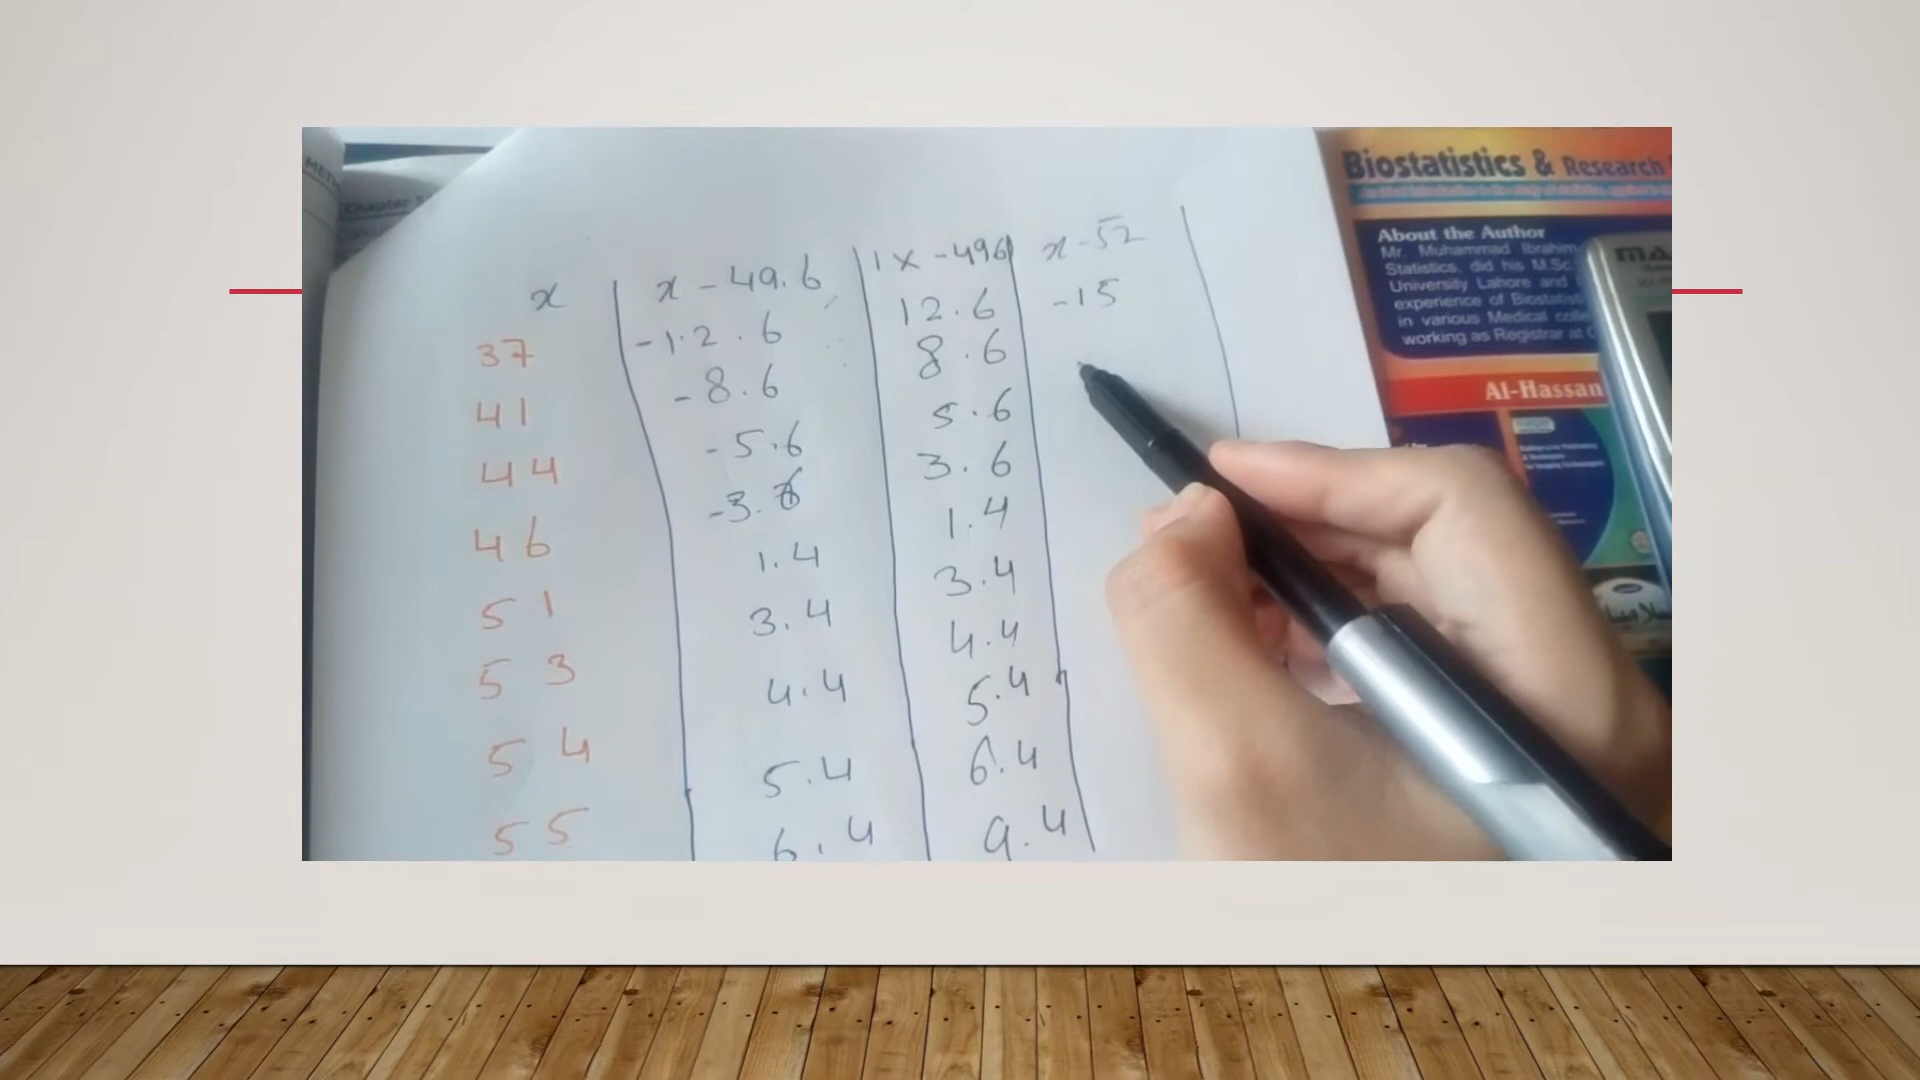 x | x - 49.6 | |x - 496| | x - 52
37 | -12.6 | 12.6 | -15
41 | -8.6 | 8.6
44 | -5.6 | 5.6
46 | -3.6 | 3.6
51 | 1.4 | 1.4
53 | 3.4 | 3.4
54 | 4.4 | 4.4
55 | 5.4 | 5.4
6.4 | 6.4
9.4
Biostatistics & Research
About the Author
Mr. Muhammad Ibrahim
Statistics, did his M.Sc
University Lahore and
experience of Biostatist
in various Medical coll
working as Registrar at
Al-Hassan